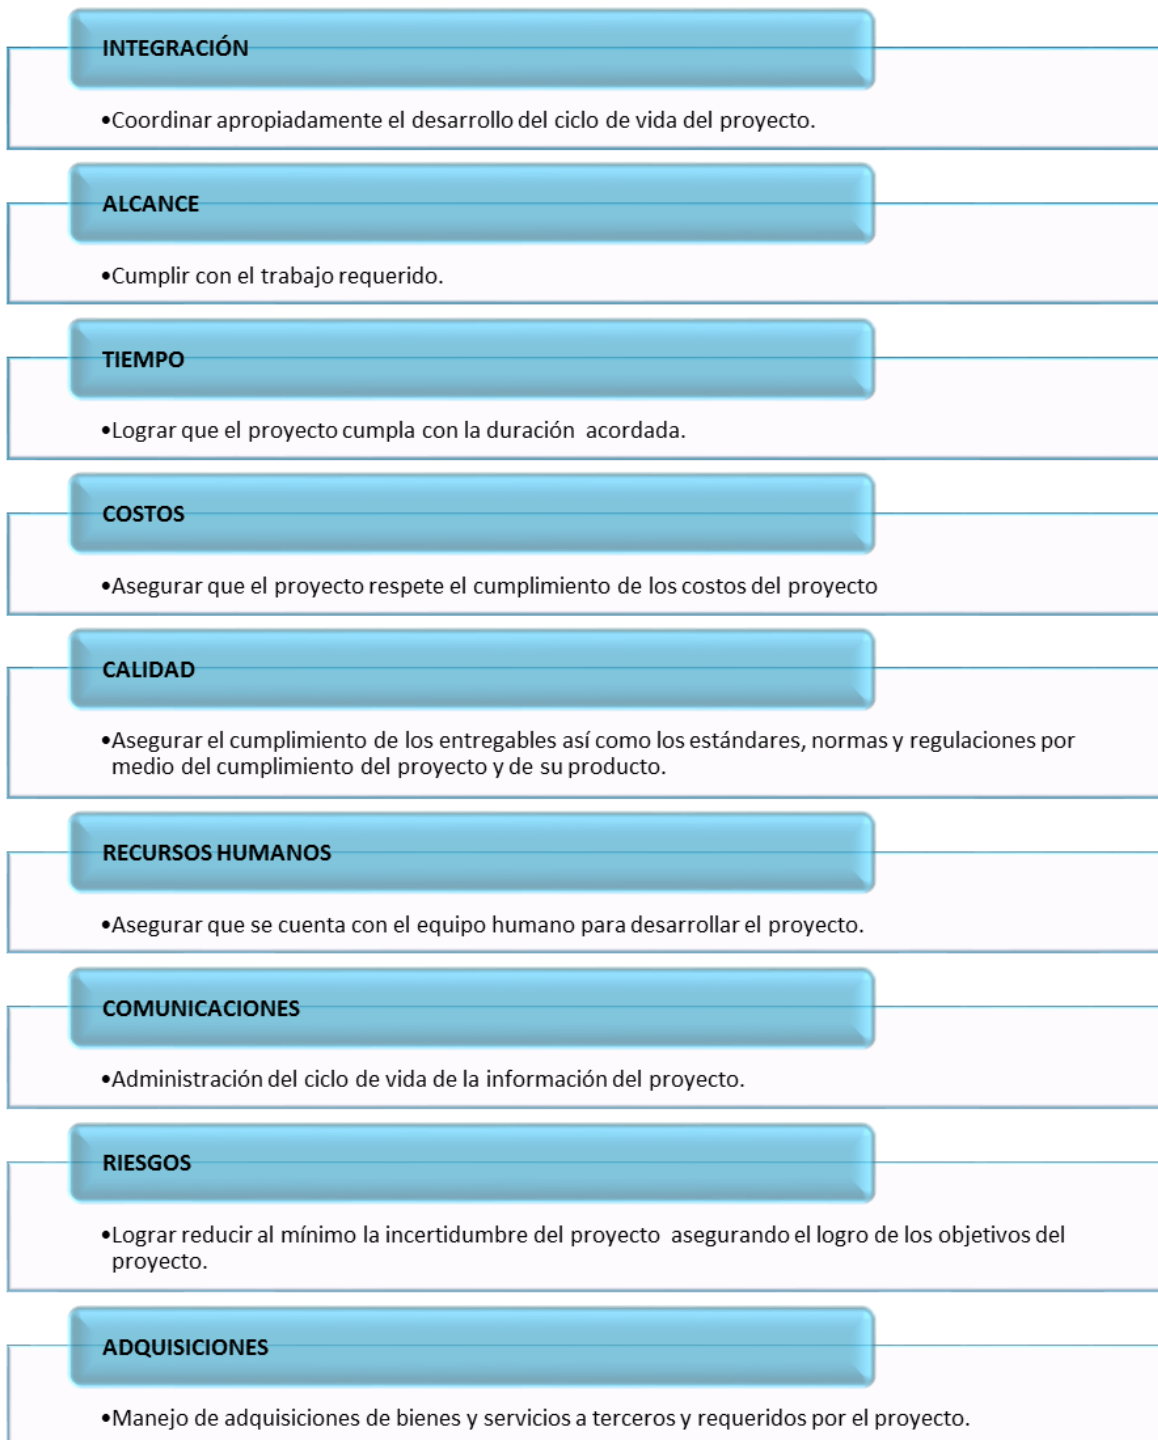 INTEGRACIÓN
•Coordinar apropiadamente el desarrollo del ciclo de vida del proyecto.
ALCANCE
•Cumplir con el trabajo requerido.
TIEMPO
•Lograr que el proyecto cumpla con la duración acordada.
COSTOS
•Asegurar que el proyecto respete el cumplimiento de los costos del proyecto
CALIDAD
•Asegurar el cumplimiento de los entregables así como los estándares, normas y regulaciones por
medio del cumplimiento del proyecto y de su producto.
RECURSOS HUMANOS
•Asegurar que se cuenta con el equipo humano para desarrollar el proyecto.
COMUNICACIONES
•Administración del ciclo de vida de la información del proyecto.
RIESGOS
•Lograr reducir al mínimo la incertidumbre del proyecto asegurando el logro de los objetivos del
proyecto.
ADQUISICIONES
•Manejo de adquisiciones de bienes y servicios a terceros y requeridos por el proyecto.